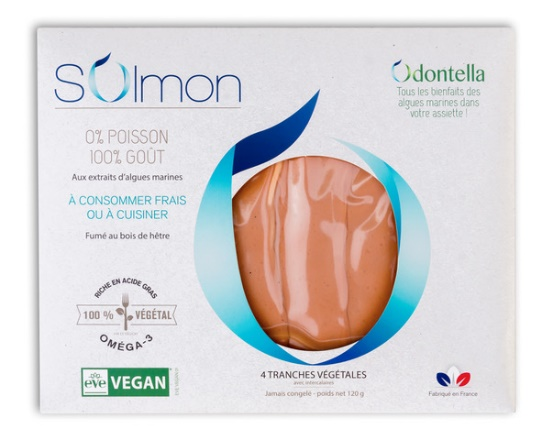 SOlmon
Odontella
Tous les bienfaits des
algues marines dans
votre assiette !
0% POISSON
100% GOÛT
Aux extraits d'algues marines
À CONSOMMER FRAIS
OU À CUISINER
Fumé au bois de hêtre
RICHE EN ACIDE GRAS
100 % VÉGÉTAL
OMÉGA-3
eve VEGAN
4 TRANCHES VÉGÉTALES
avec intercalaires
Jamais congelé - poids net 120 g
Fabriqué en France